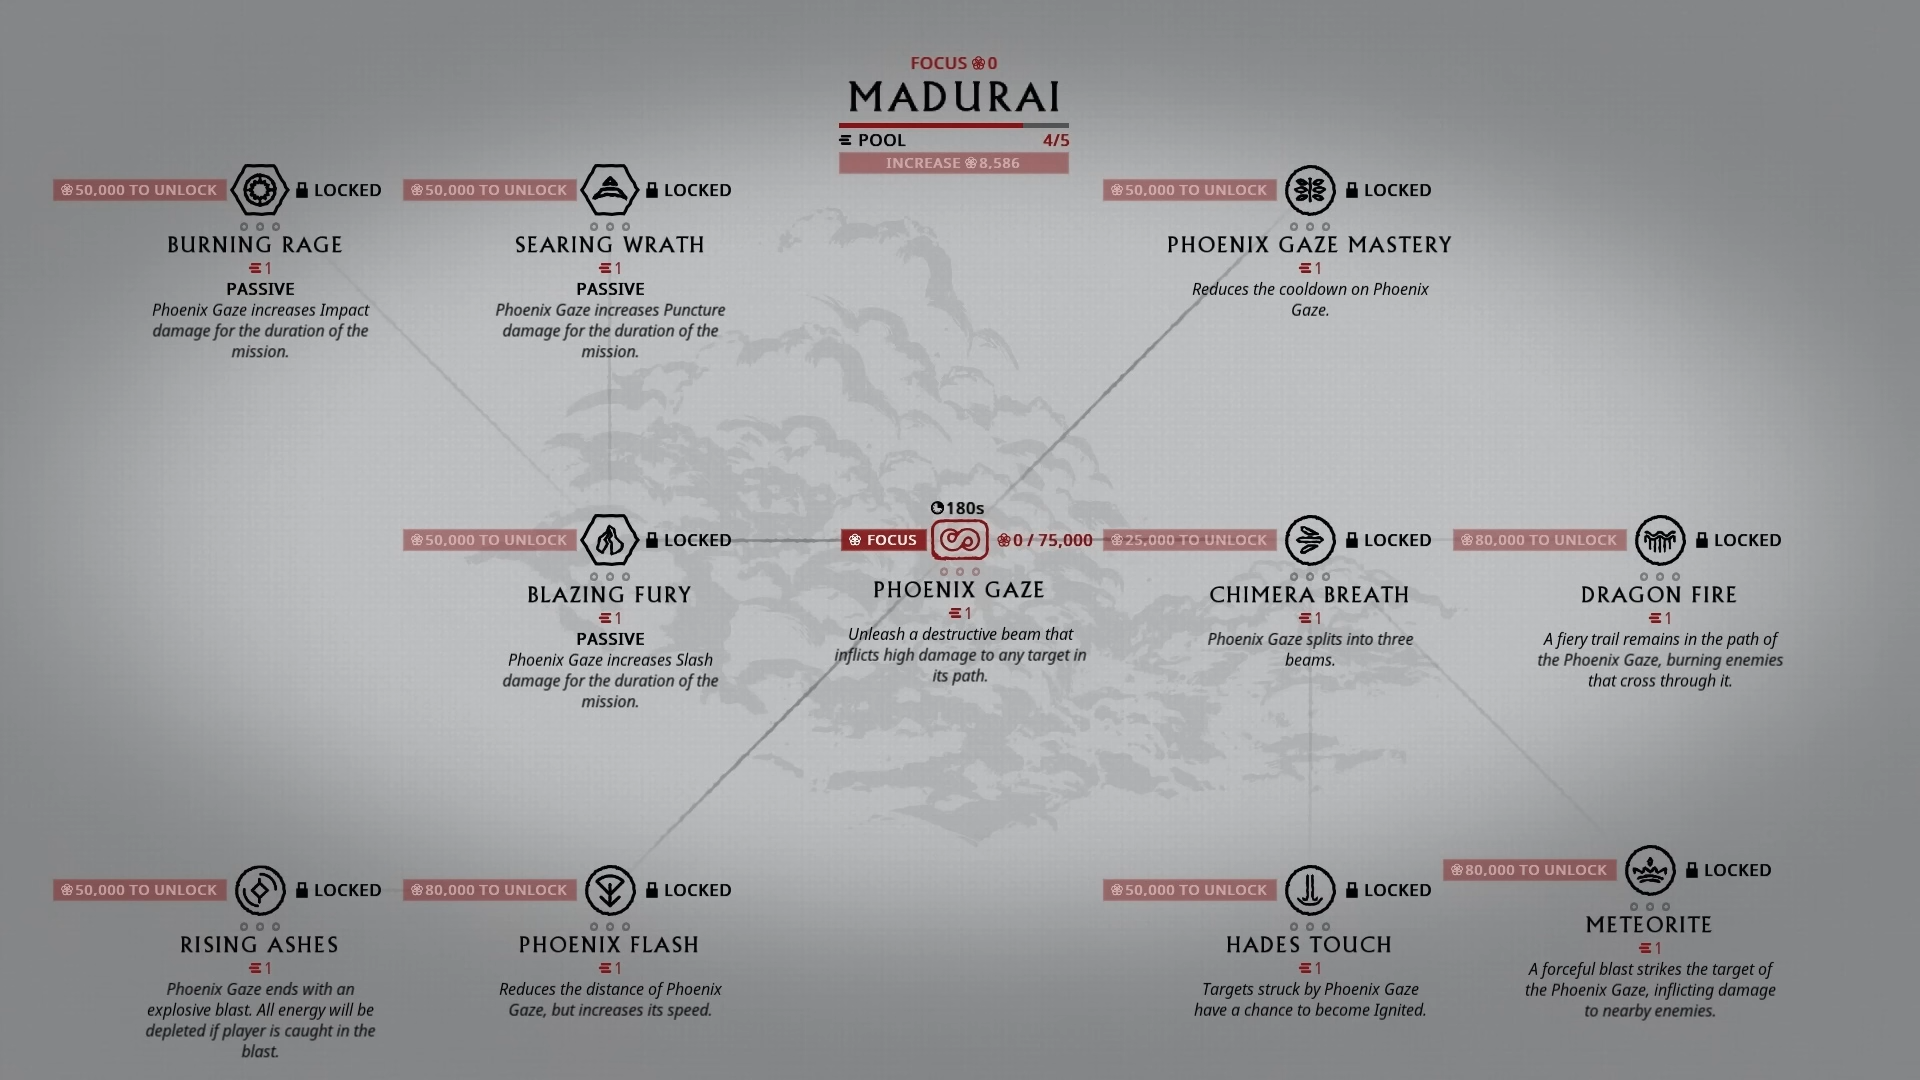 FOCUS 0
MADURAI
POOL 4/5
INCREASE 8,586
50,000 TO UNLOCK
LOCKED
BURNING RAGE
1
PASSIVE
Phoenix Gaze increases Impact
damage for the duration of the
mission.
50,000 TO UNLOCK
LOCKED
SEARING WRATH
1
PASSIVE
Phoenix Gaze increases Puncture
damage for the duration of the
mission.
50,000 TO UNLOCK
LOCKED
PHOENIX GAZE MASTERY
1
Reduces the cooldown on Phoenix
Gaze.
50,000 TO UNLOCK
LOCKED
BLAZING FURY
1
PASSIVE
Phoenix Gaze increases Slash
damage for the duration of the
mission.
180s
FOCUS
0 / 75,000
PHOENIX GAZE
1
Unleash a destructive beam that
inflicts high damage to any target in
its path.
25,000 TO UNLOCK
LOCKED
CHIMERA BREATH
1
Phoenix Gaze splits into three
beams.
80,000 TO UNLOCK
LOCKED
DRAGON FIRE
1
A fiery trail remains in the path of
the Phoenix Gaze, burning enemies
that cross through it.
50,000 TO UNLOCK
LOCKED
RISING ASHES
1
Phoenix Gaze ends with an
explosive blast. All energy will be
depleted if player is caught in the
blast.
80,000 TO UNLOCK
LOCKED
PHOENIX FLASH
1
Reduces the distance of Phoenix
Gaze, but increases its speed.
50,000 TO UNLOCK
LOCKED
HADES TOUCH
1
Targets struck by Phoenix Gaze
have a chance to become Ignited.
80,000 TO UNLOCK
LOCKED
METEORITE
1
A forceful blast strikes the target of
the Phoenix Gaze, inflicting damage
to nearby enemies.